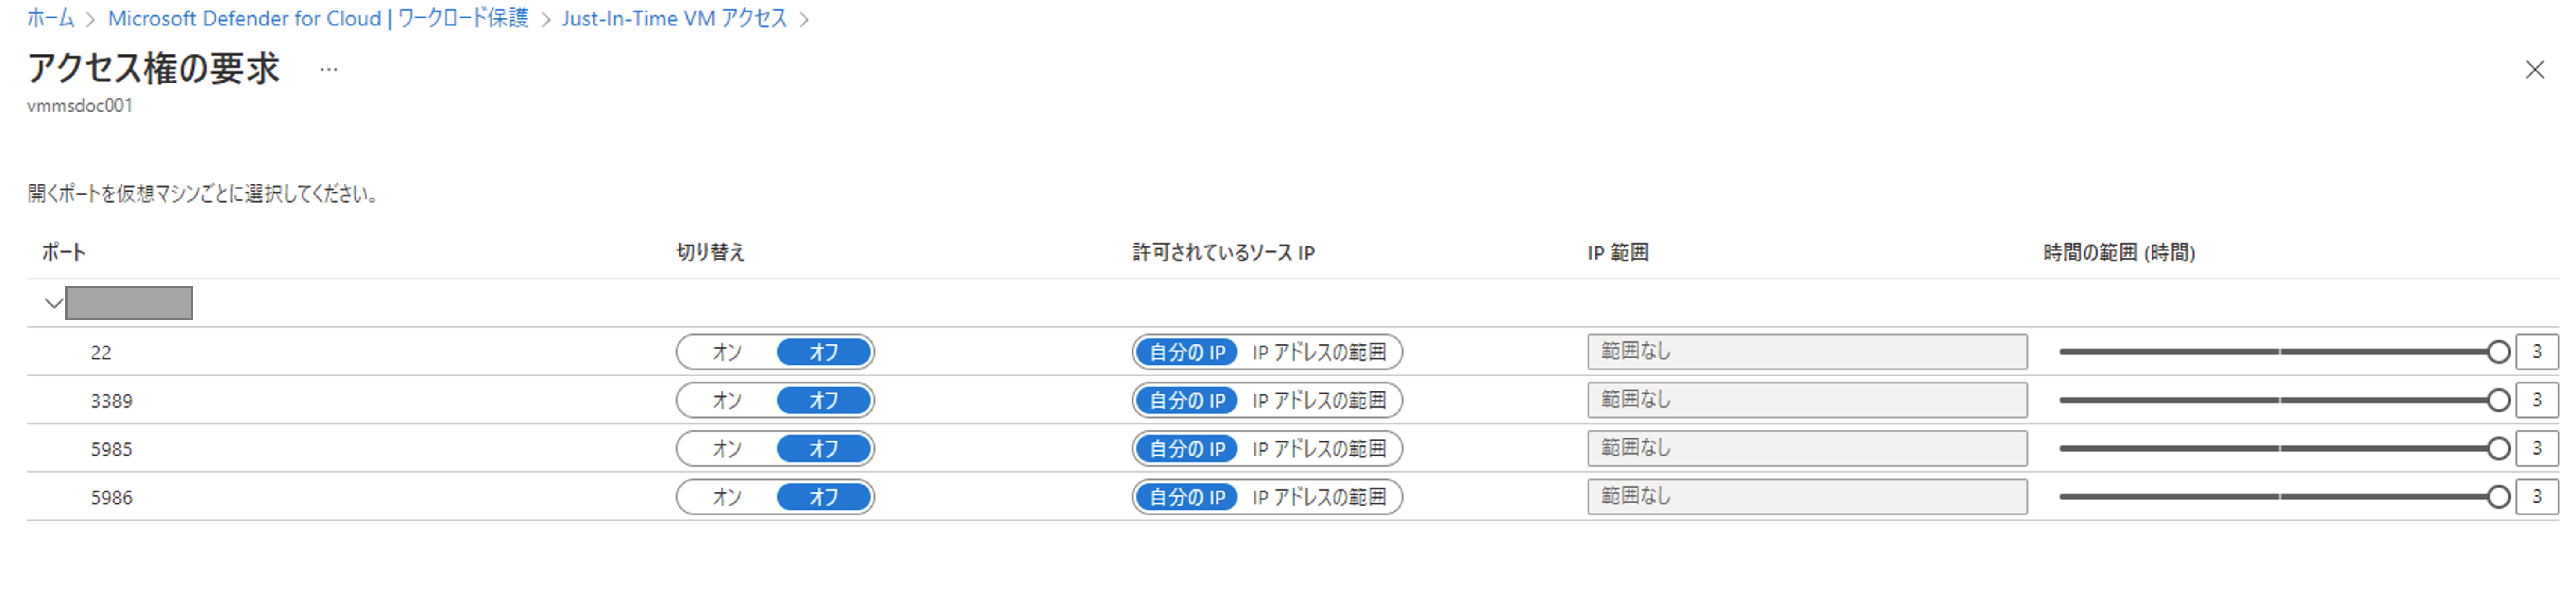 ホーム > Microsoft Defender for Cloud | ワークロード保護 > Just-In-Time VM アクセス >
アクセス権の要求 …
vmmsdoc001
開くポートを仮想マシンごとに選択してください。
ポート 切り替え 許可されているソース IP IP 範囲 時間の範囲 (時間)
22 オン オフ 自分の IP IP アドレスの範囲 範囲なし 3
3389 オン オフ 自分の IP IP アドレスの範囲 範囲なし 3
5985 オン オフ 自分の IP IP アドレスの範囲 範囲なし 3
5986 オン オフ 自分の IP IP アドレスの範囲 範囲なし 3